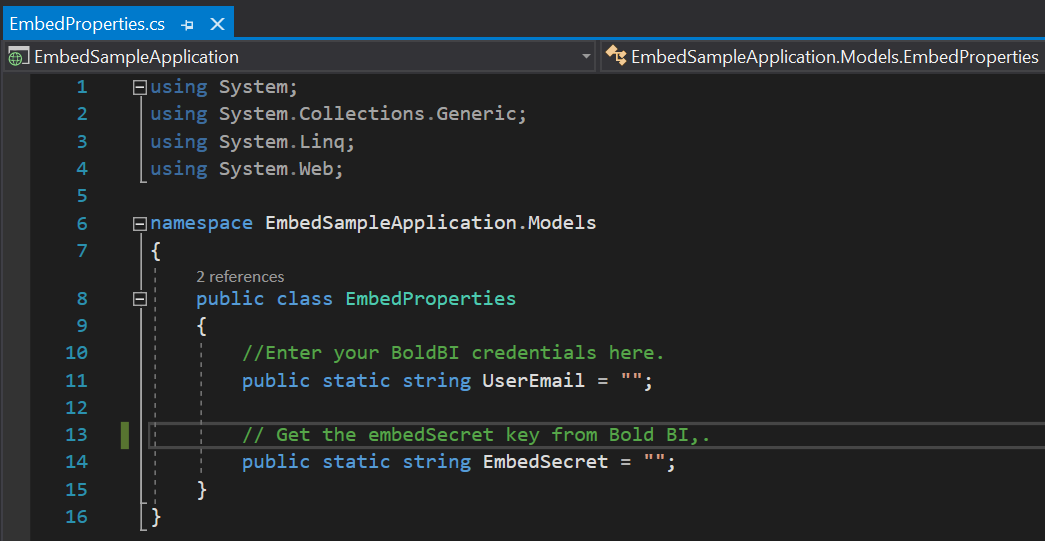 EmbedProperties.cs
EmbedSampleApplication EmbedSampleApplication.Models.EmbedProperties
1 using System;
2 using System.Collections.Generic;
3 using System.Linq;
4 using System.Web;
5
6 namespace EmbedSampleApplication.Models
7 {
2 references
8 public class EmbedProperties
9 {
10 //Enter your BoldBI credentials here.
11 public static string UserEmail = "";
12
13 // Get the embedSecret key from Bold BI,.
14 public static string EmbedSecret = "";
15 }
16 }